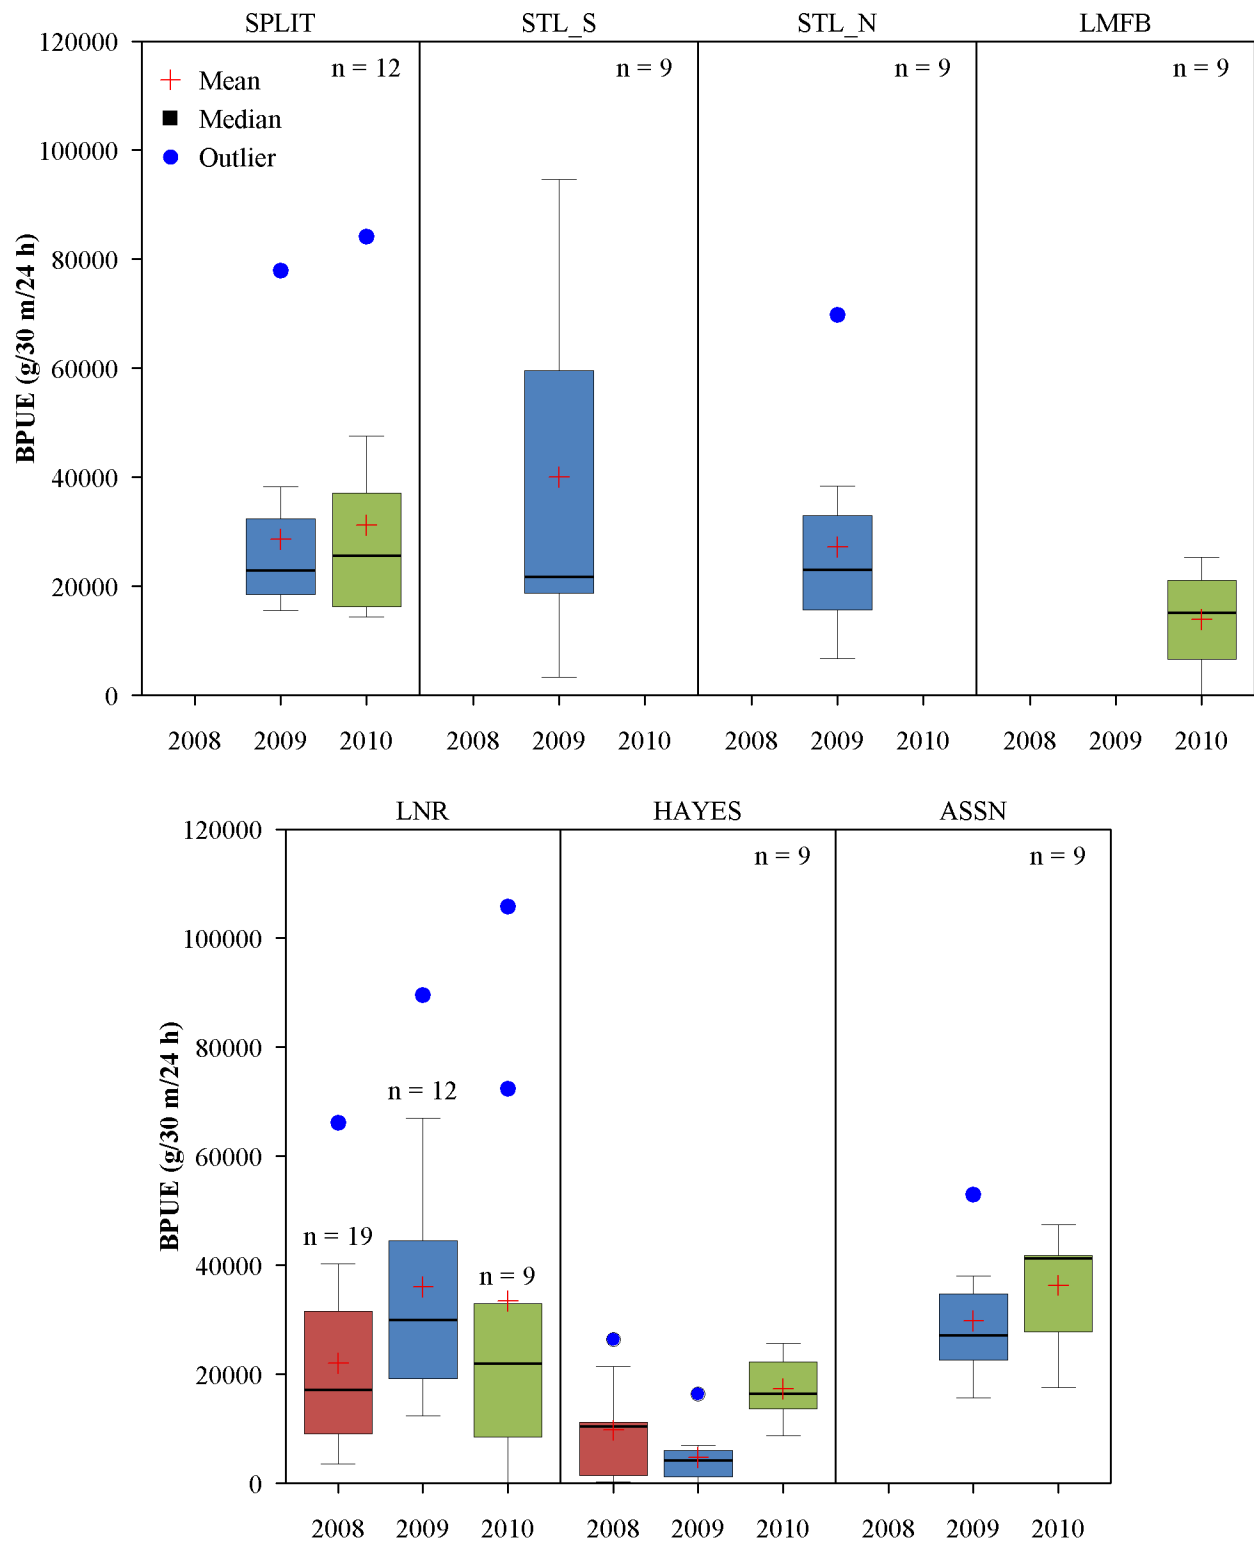 SPLIT STL_S STL_N LMFB
120000
n = 12 n = 9 n = 9 n = 9
Mean
Median
Outlier
100000
80000
60000
40000
20000
0
BPUE (g/30 m/24 h)
2008 2009 2010 2008 2009 2010 2008 2009 2010 2008 2009 2010
LNR HAYES ASSN
120000
n = 9 n = 9
100000
80000
n = 12
60000
n = 19
40000
n = 9
20000
0
BPUE (g/30 m/24 h)
2008 2009 2010 2008 2009 2010 2008 2009 2010